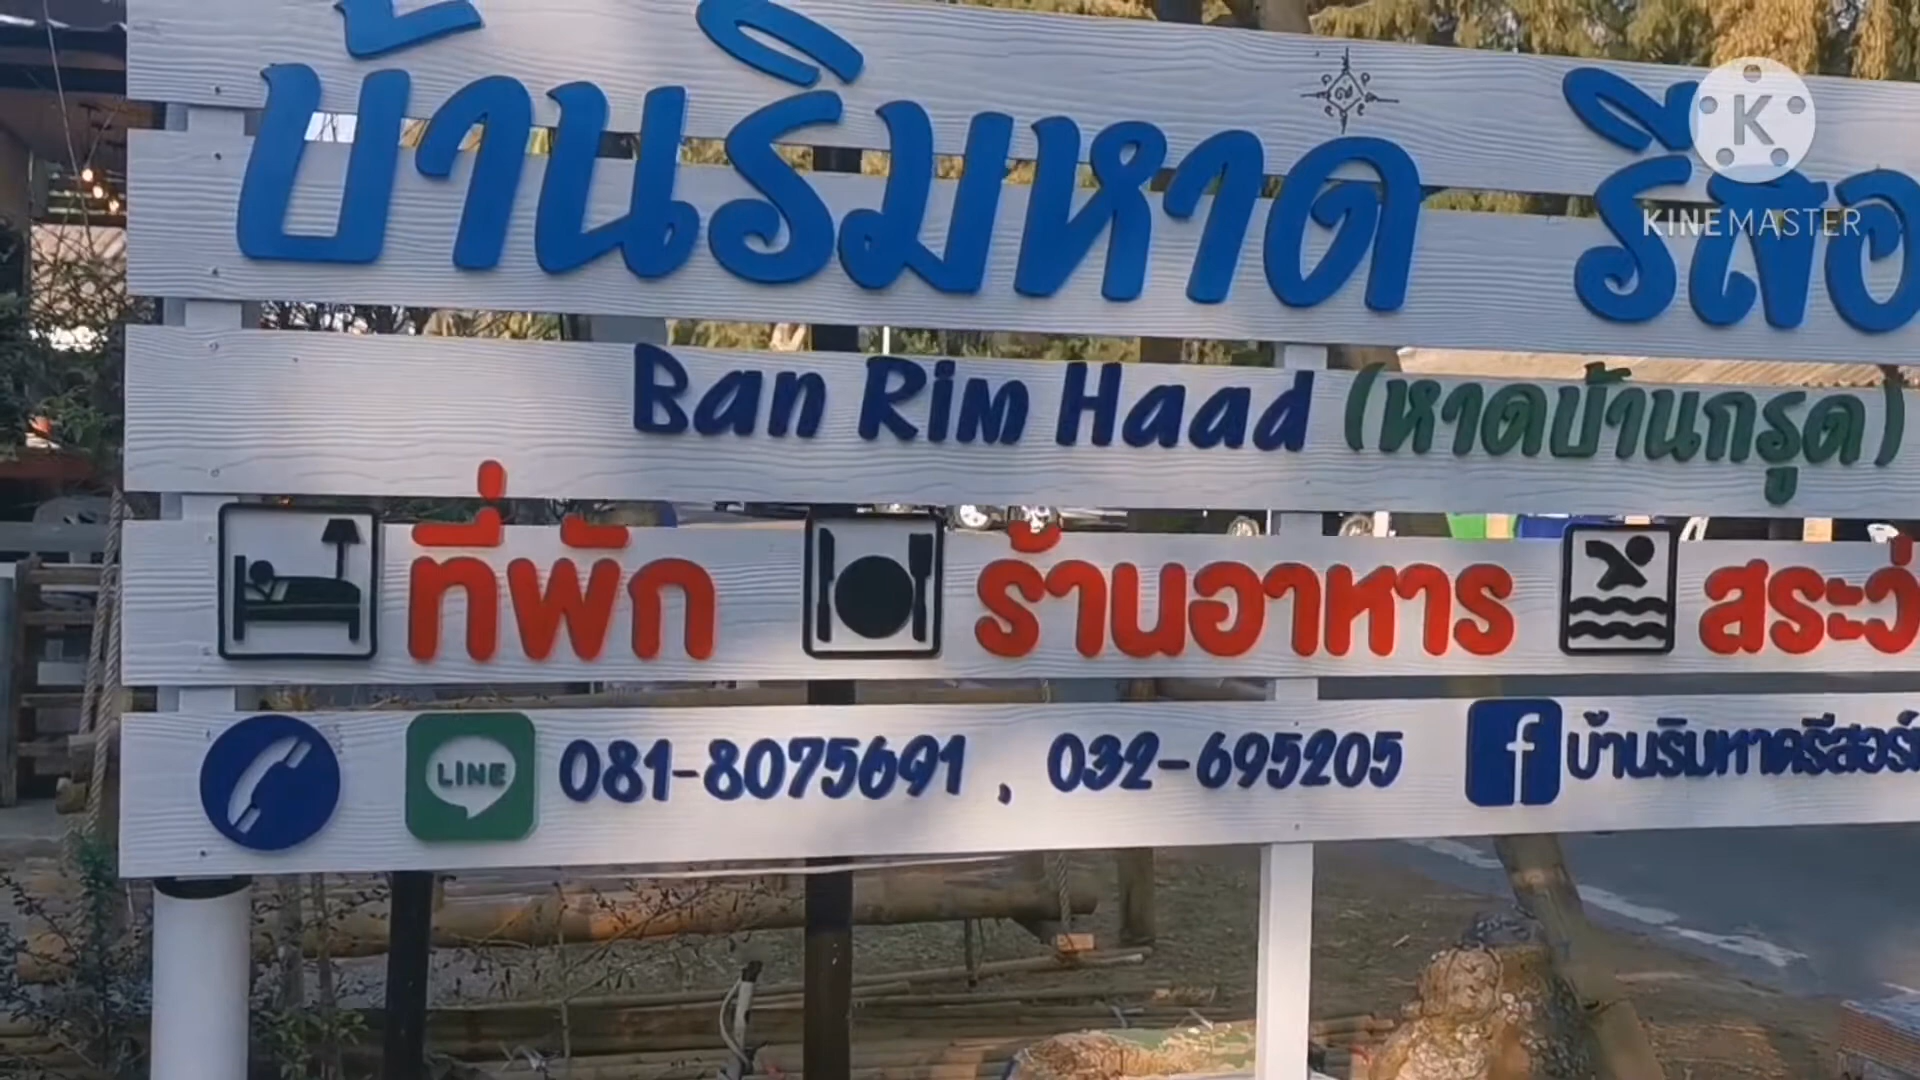 บ้านริมหาด รีสอ
KINEMASTER
Ban Rim Haad (หาดบ้านกรูด)
ที่พัก ร้านอาหาร สระว่
LINE 081-8075691 , 032-695205 f บ้านริมหาดรีสอร์